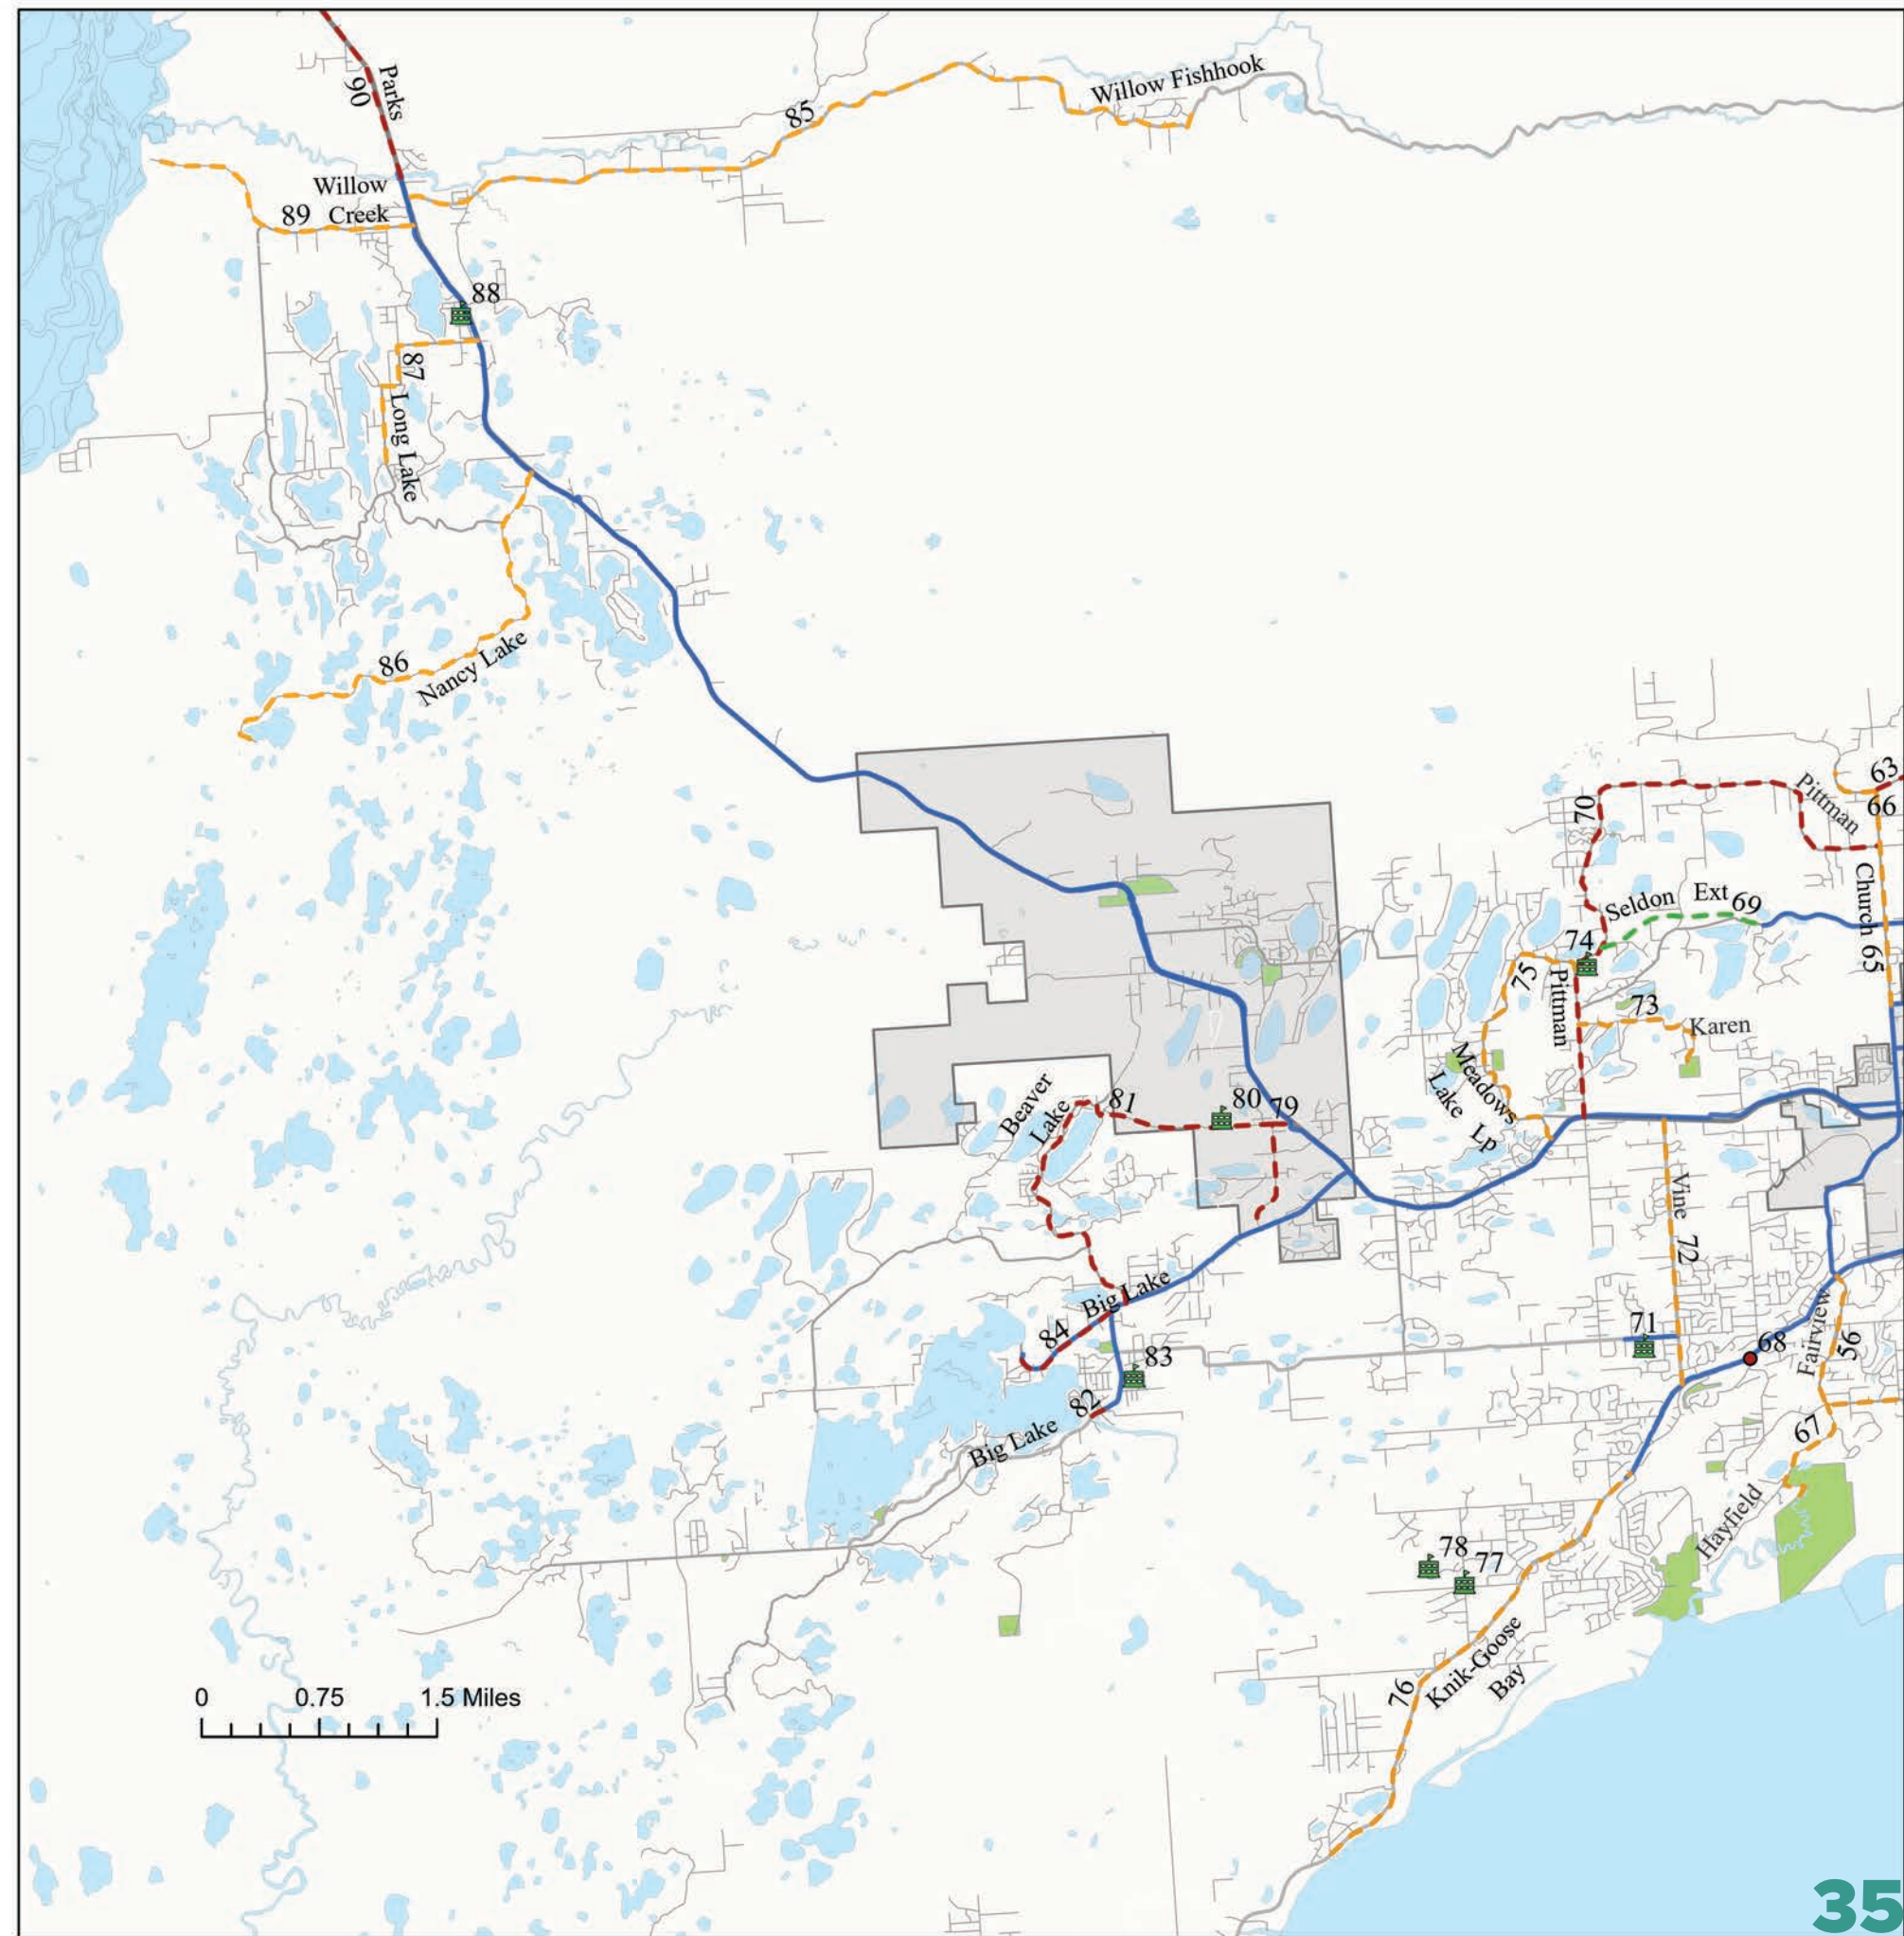 Parks
90
Willow Fishhook
85
Willow
Creek
89
88
87
Long Lake
86
Nancy Lake
63
Pittman
66
70
Church
65
Seldon Ext
69
74
75
Pittman
73
Karen
Meadows
Lake
Lp
Beaver
Lake
81
80
79
Vine
72
Big Lake
84
83
82
Big Lake
71
68
Fairview
56
67
Hayfield
78
77
Knik-Goose
Bay
76
0 0.75 1.5 Miles
35